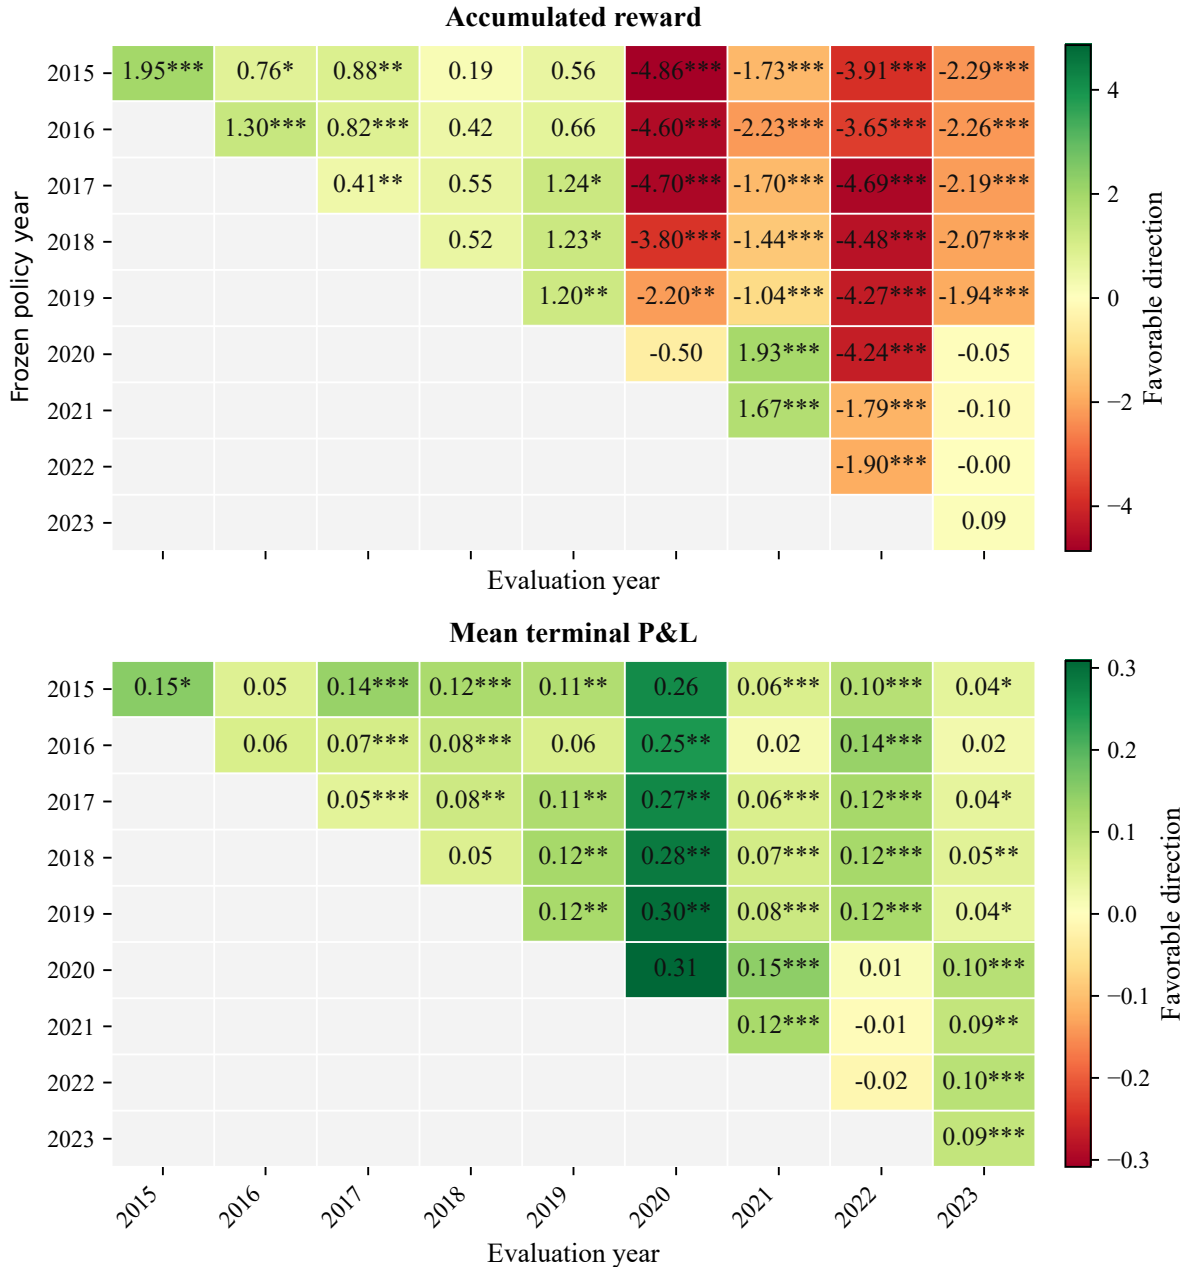 Accumulated reward
2015 1.95*** 0.76* 0.88** 0.19 0.56 -4.86*** -1.73*** -3.91*** -2.29***
2016 1.30*** 0.82*** 0.42 0.66 -4.60*** -2.23*** -3.65*** -2.26***
2017 0.41** 0.55 1.24* -4.70*** -1.70*** -4.69*** -2.19***
2018 0.52 1.23* -3.80*** -1.44*** -4.48*** -2.07***
2019 1.20** -2.20** -1.04*** -4.27*** -1.94***
2020 -0.50 1.93*** -4.24*** -0.05
2021 1.67*** -1.79*** -0.10
2022 -1.90*** -0.00
2023 0.09
Frozen policy year
Evaluation year
4
2
0
−2
−4
Favorable direction
Mean terminal P&L
2015 0.15* 0.05 0.14*** 0.12*** 0.11** 0.26 0.06*** 0.10*** 0.04*
2016 0.06 0.07*** 0.08*** 0.06 0.25** 0.02 0.14*** 0.02
2017 0.05*** 0.08** 0.11** 0.27** 0.06*** 0.12*** 0.04*
2018 0.05 0.12** 0.28** 0.07*** 0.12*** 0.05**
2019 0.12** 0.30** 0.08*** 0.12*** 0.04*
2020 0.31 0.15*** 0.01 0.10***
2021 0.12*** -0.01 0.09**
2022 -0.02 0.10***
2023 0.09***
2015 2016 2017 2018 2019 2020 2021 2022 2023
Evaluation year
0.3
0.2
0.1
0.0
−0.1
−0.2
−0.3
Favorable direction